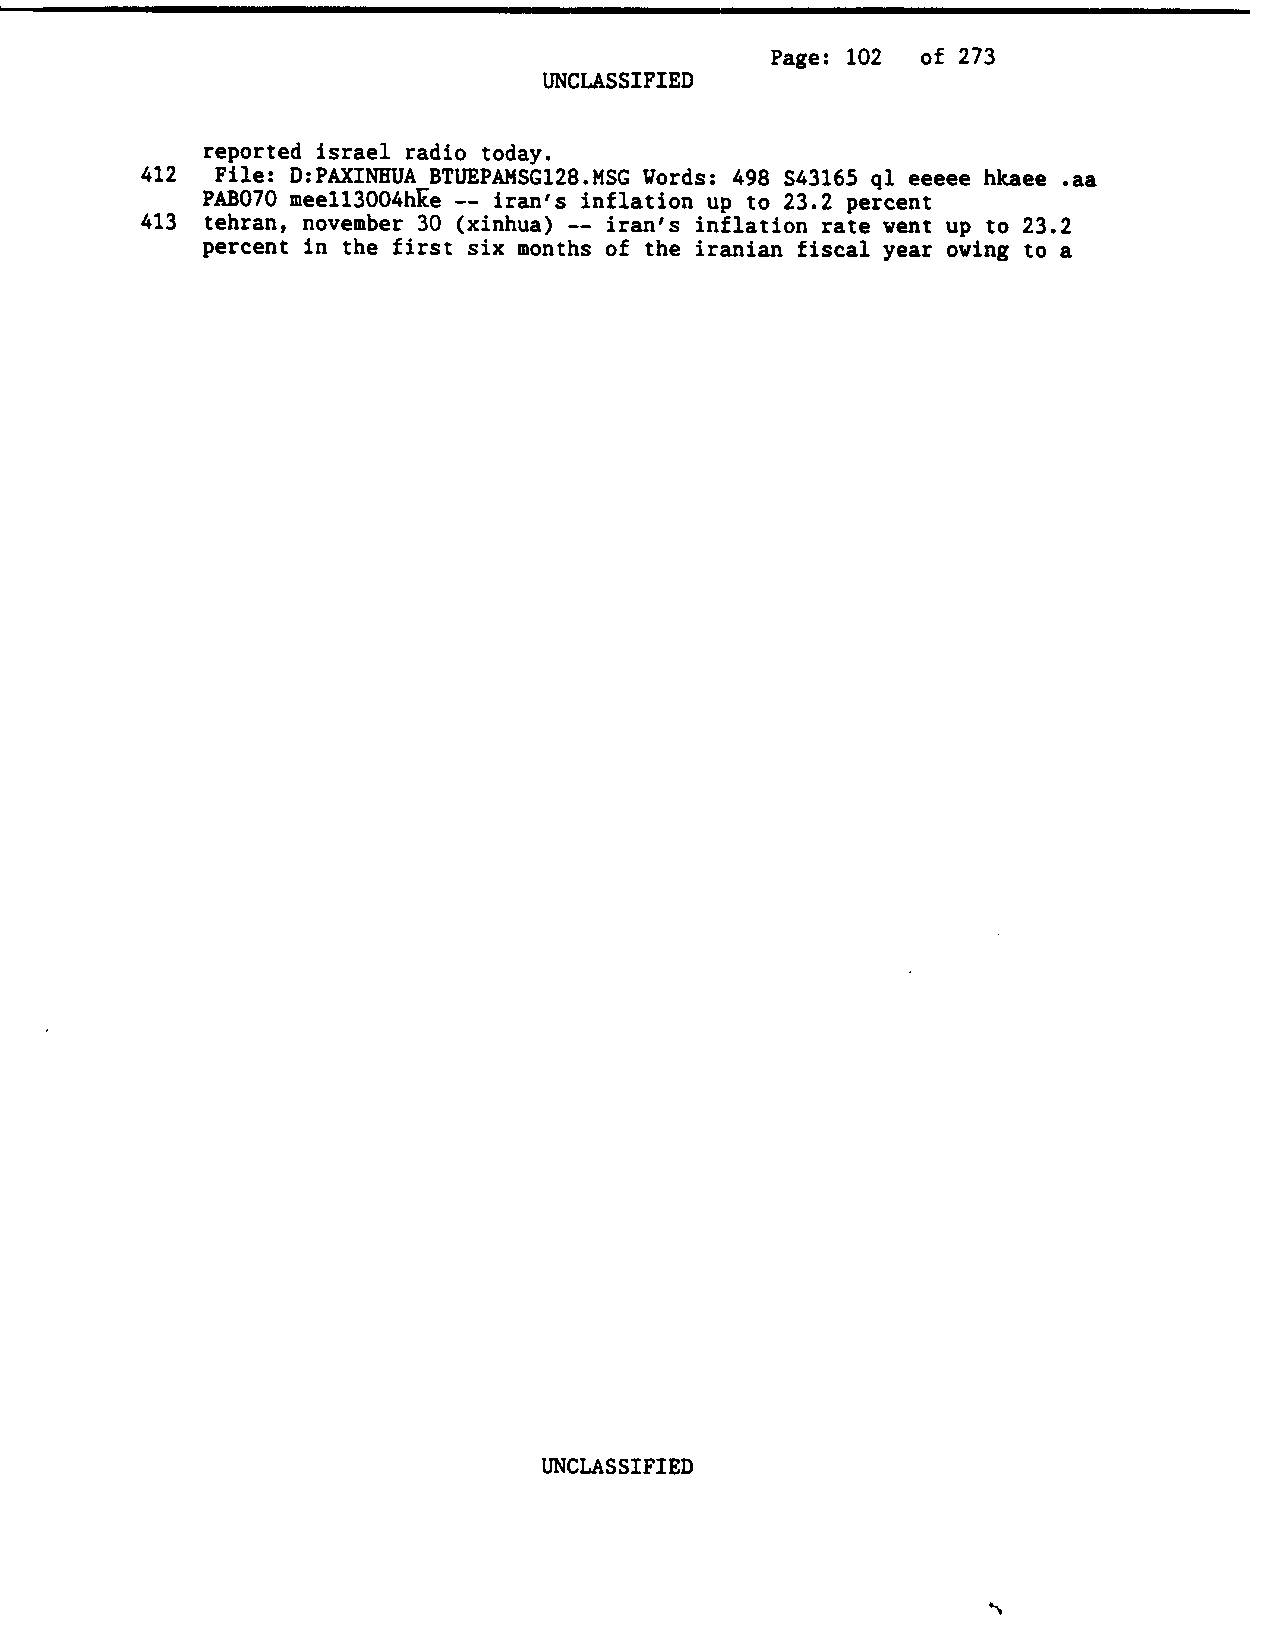 Page: 102 of 273
UNCLASSIFIED
reported israel radio today.
412 File: D:PAXINHUA_BTUEPAMSG128.MSG Words: 498 S43165 ql eeeee hkaee .aa
PAB070 mee113004hke -- iran's inflation up to 23.2 percent
413 tehran, november 30 (xinhua) -- iran's inflation rate went up to 23.2
percent in the first six months of the iranian fiscal year owing to a
UNCLASSIFIED